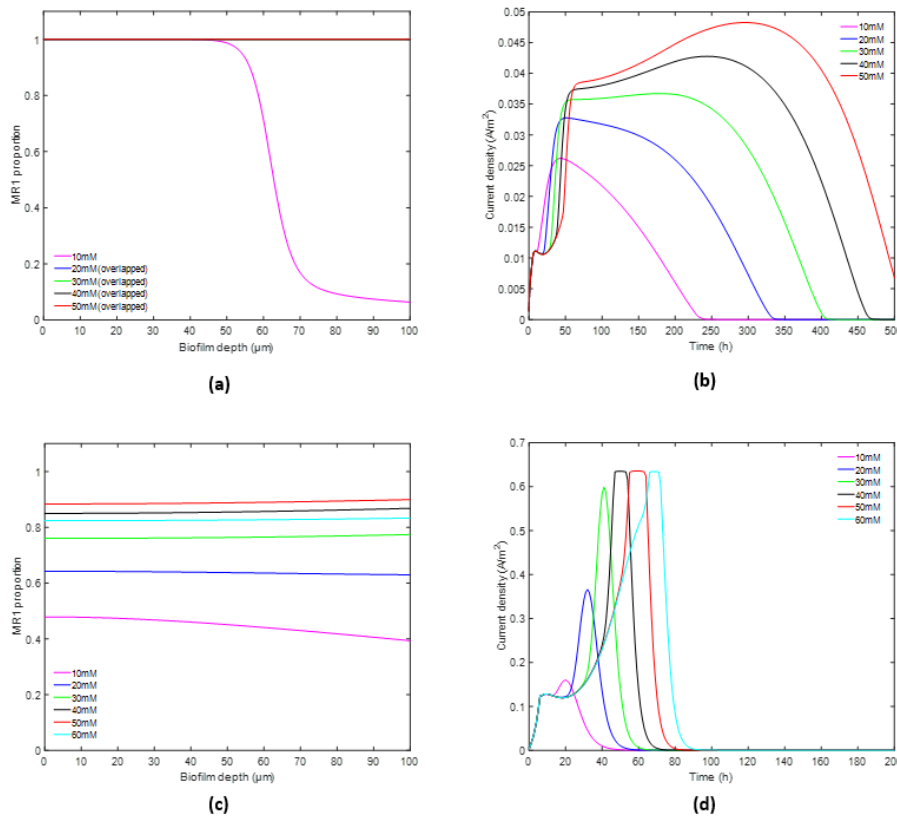 1
0.8
0.6
0.4
0.2
0
MR1 proportion
10mM
20mM (overlapped)
30mM (overlapped)
40mM (overlapped)
50mM (overlapped)
0 10 20 30 40 50 60 70 80 90 100
Biofilm depth (µm)
(a)
0.05
0.045
0.04
0.035
0.03
0.025
0.02
0.015
0.01
0.005
0
Current density (A/m²)
10mM
20mM
30mM
40mM
50mM
0 50 100 150 200 250 300 350 400 450 500
Time (h)
(b)
1
0.8
0.6
0.4
0.2
0
MR1 proportion
10mM
20mM
30mM
40mM
50mM
60mM
0 10 20 30 40 50 60 70 80 90 100
Biofilm depth (µm)
(c)
0.7
0.6
0.5
0.4
0.3
0.2
0.1
0
Current density (A/m²)
10mM
20mM
30mM
40mM
50mM
60mM
0 20 40 60 80 100 120 140 160 180 200
Time (h)
(d)